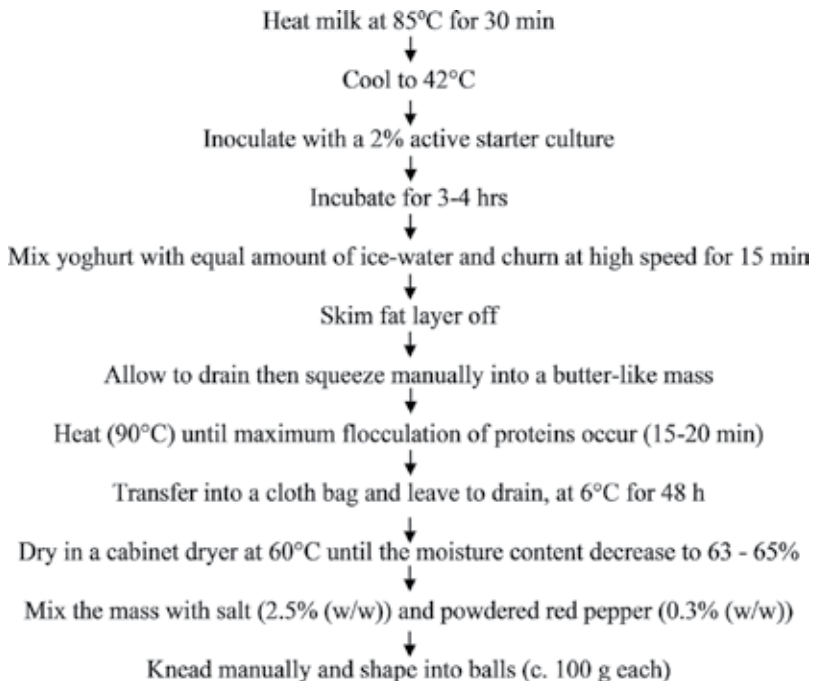 Heat milk at 85°C for 30 min
Cool to 42°C
Inoculate with a 2% active starter culture
Incubate for 3-4 hrs
Mix yoghurt with equal amount of ice-water and churn at high speed for 15 min
Skim fat layer off
Allow to drain then squeeze manually into a butter-like mass
Heat (90°C) until maximum flocculation of proteins occur (15-20 min)
Transfer into a cloth bag and leave to drain, at 6°C for 48 h
Dry in a cabinet dryer at 60°C until the moisture content decrease to 63 - 65%
Mix the mass with salt (2.5% (w/w)) and powdered red pepper (0.3% (w/w))
Knead manually and shape into balls (c. 100 g each)